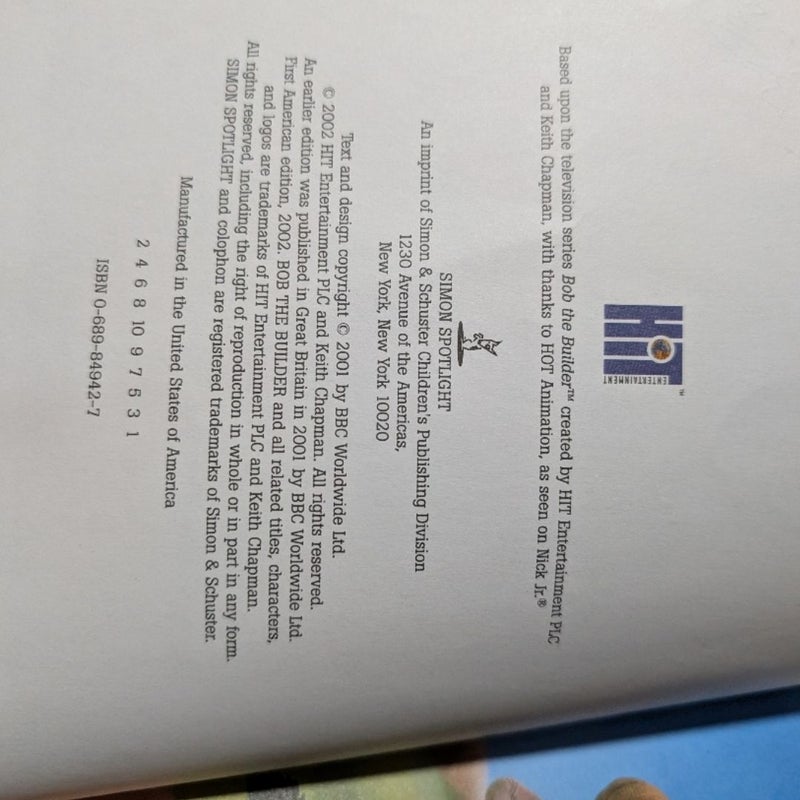 HiT
ENTERTAINMENT
™
Based upon the television series Bob the Builder™ created by HIT Entertainment PLC
and Keith Chapman, with thanks to HOT Animation, as seen on Nick Jr.®
SIMON SPOTLIGHT
An imprint of Simon & Schuster Children's Publishing Division
1230 Avenue of the Americas,
New York, New York 10020
Text and design copyright © 2001 by BBC Worldwide Ltd.
© 2002 HIT Entertainment PLC and Keith Chapman. All rights reserved.
An earlier edition was published in Great Britain in 2001 by BBC Worldwide Ltd.
First American edition, 2002. BOB THE BUILDER and all related titles, characters,
and logos are trademarks of HIT Entertainment PLC and Keith Chapman.
All rights reserved, including the right of reproduction in whole or in part in any form.
SIMON SPOTLIGHT and colophon are registered trademarks of Simon & Schuster.
Manufactured in the United States of America
2 4 6 8 10 9 7 5 3 1
ISBN 0-689-84942-7